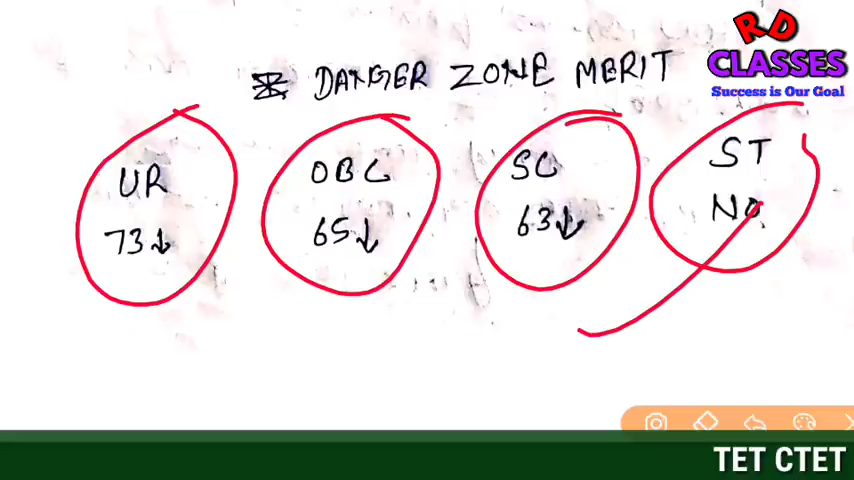 DANGER ZONE MERIT
RD
CLASSES
Success is Our Goal
UR
73↓
OBC
65↓
SC
63↓
ST
NO
TET CTET